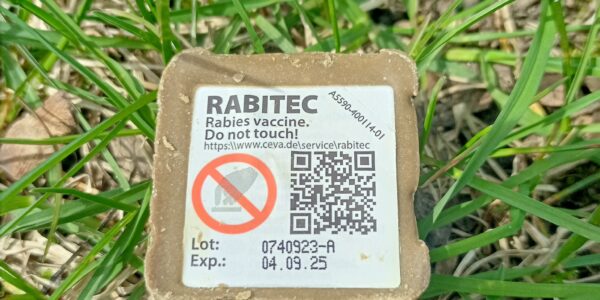 RABITEC
Rabies vaccine.
Do not touch!
https:\\www.ceva.de\service\rabitec
A5590-400114-01
Lot: 0740923-A
Exp.: 04.09.25